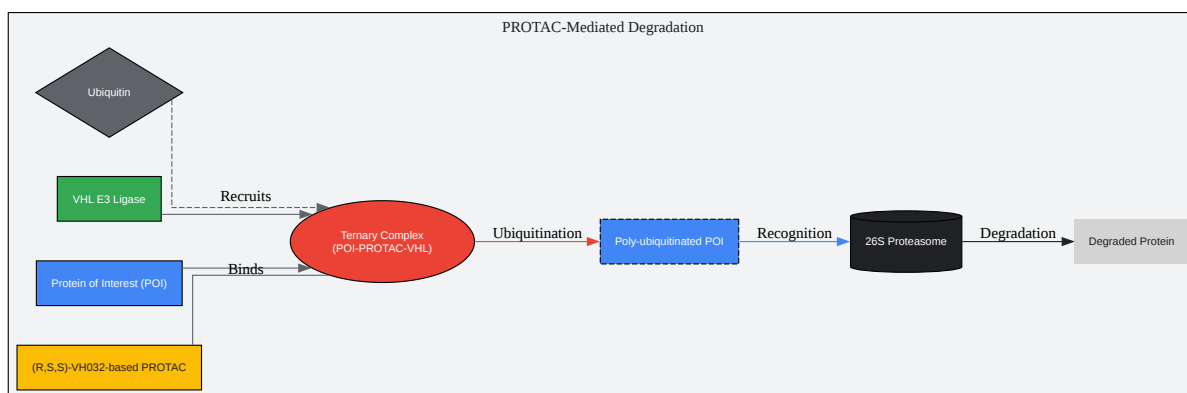 PROTAC-Mediated Degradation
Ubiquitin
VHL E3 Ligase
Recruits
Protein of Interest (POI)
Binds
(R,S,S)-VH032-based PROTAC
Ternary Complex
(POI-PROTAC-VHL)
Ubiquitination
Poly-ubiquitinated POI
Recognition
26S Proteasome
Degradation
Degraded Protein